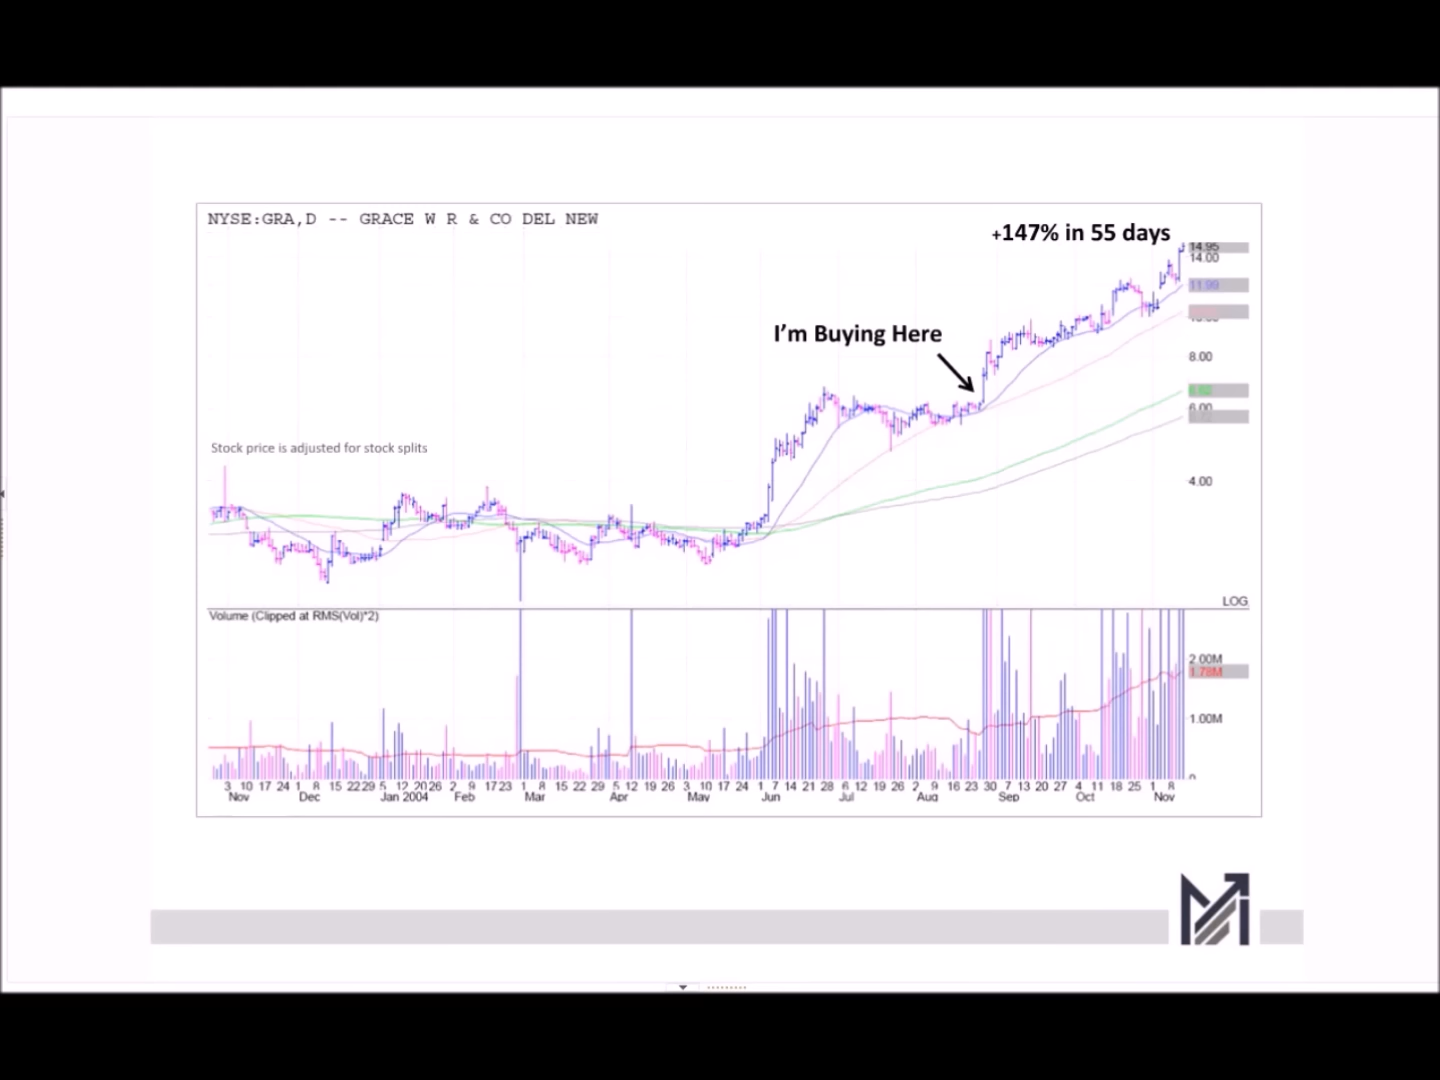 NYSE:GRA,D -- GRACE W R & CO DEL NEW
+147% in 55 days
14.95
14.00
11.99
I'm Buying Here
8.00
6.00
Stock price is adjusted for stock splits
4.00
LOG
Volume (Clipped at RMS(Vol)*2)
2.00M
1.78M
1.00M
0
3 10 17 24 1 8 15 22 29 5 12 20 26 2 9 17 23 1 8 15 22 29 5 12 19 26 3 10 17 24 1 7 14 21 28 6 12 19 26 2 9 16 23 30 7 13 20 27 4 11 18 25 1 8
Nov Dec Jan 2004 Feb Mar Apr May Jun Jul Aug Sep Oct Nov